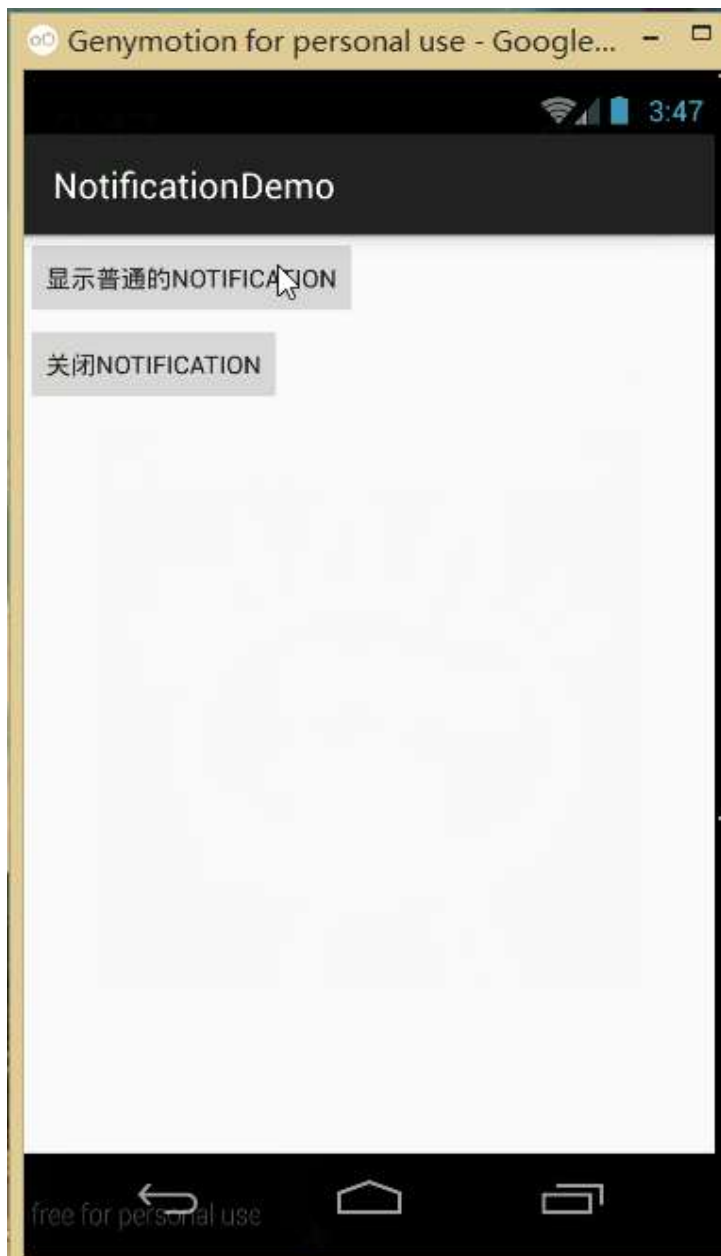 Genymotion for personal use - Google...
3:47
NotificationDemo
显示普通的NOTIFICATION
关闭NOTIFICATION
free for personal use